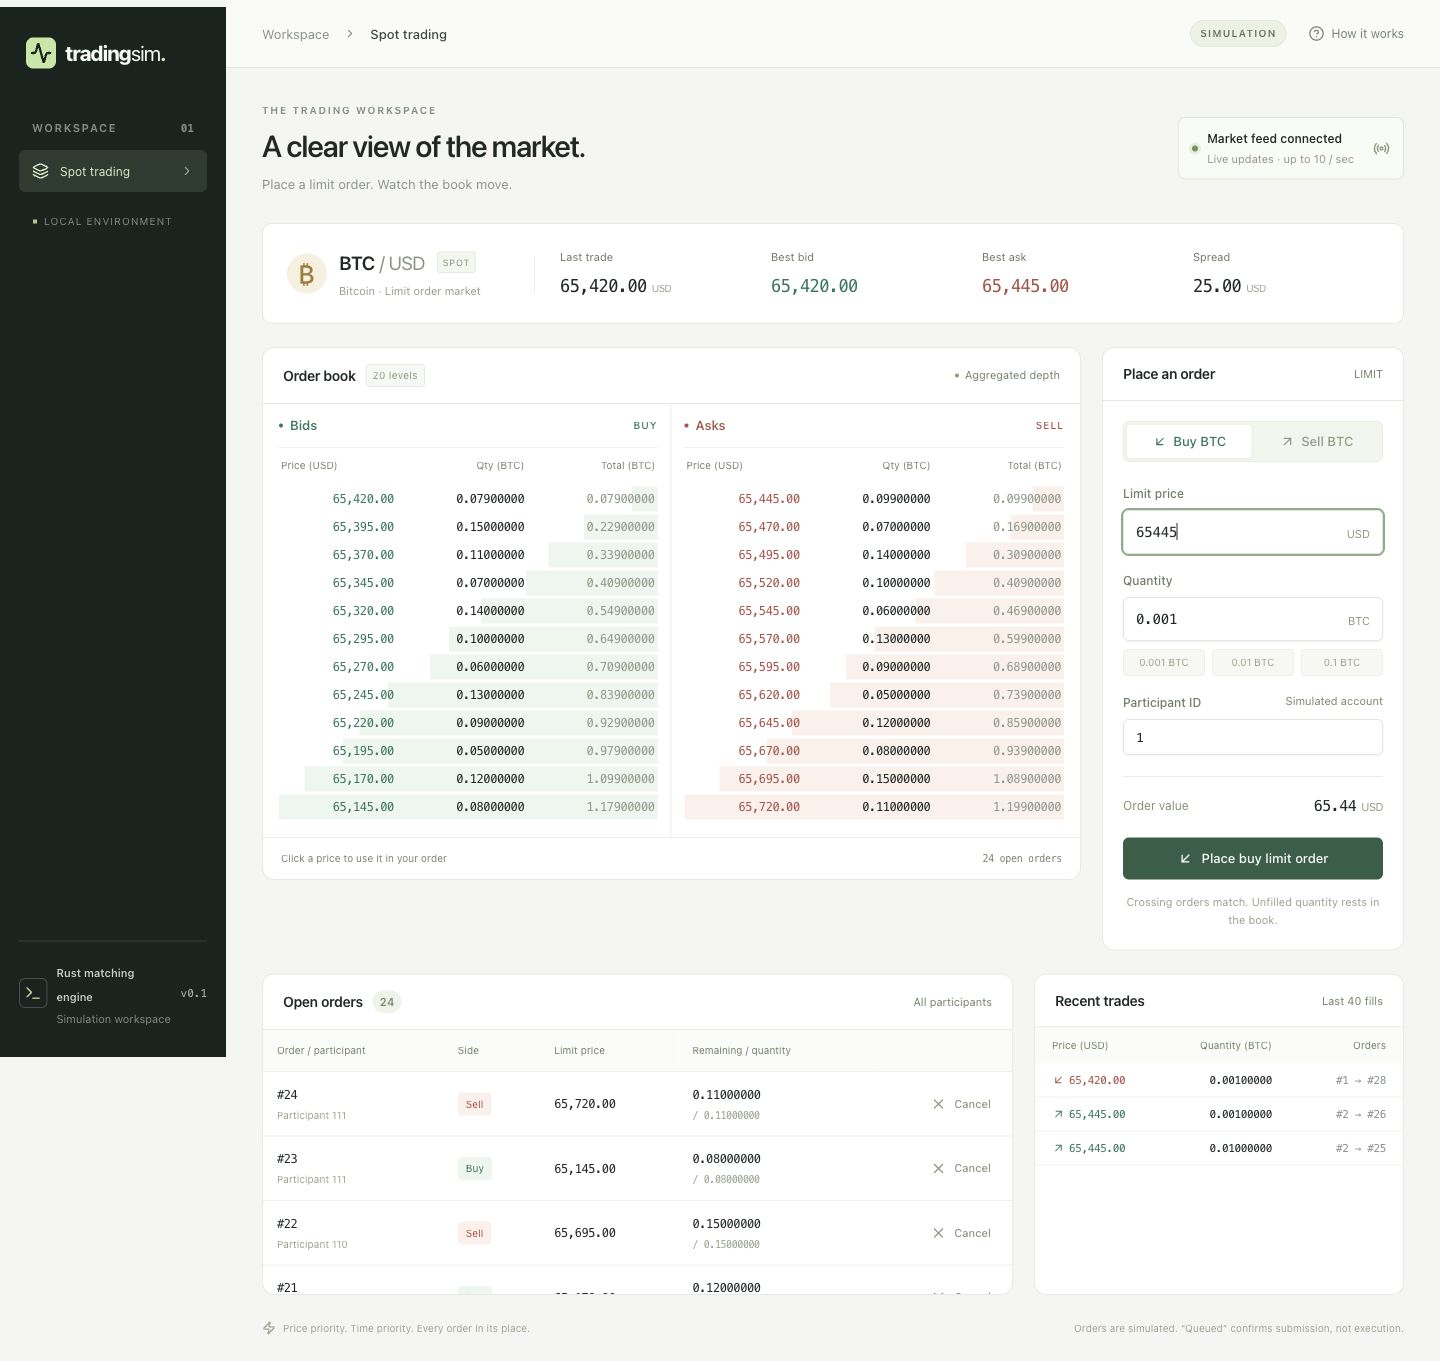 tradingsim.
WORKSPACE 01
Spot trading
LOCAL ENVIRONMENT
Rust matching
engine
v0.1
Simulation workspace
Workspace > Spot trading
SIMULATION
How it works
THE TRADING WORKSPACE
A clear view of the market.
Place a limit order. Watch the book move.
Market feed connected
Live updates · up to 10 / sec
BTC / USD SPOT
Bitcoin · Limit order market
Last trade
65,420.00 USD
Best bid
65,420.00
Best ask
65,445.00
Spread
25.00 USD
Order book 20 levels
Aggregated depth
Bids BUY
Price (USD) Qty (BTC) Total (BTC)
65,420.00 0.07900000 0.07900000
65,395.00 0.15000000 0.22900000
65,370.00 0.11000000 0.33900000
65,345.00 0.07000000 0.40900000
65,320.00 0.14000000 0.54900000
65,295.00 0.10000000 0.64900000
65,270.00 0.06000000 0.70900000
65,245.00 0.13000000 0.83900000
65,220.00 0.09000000 0.92900000
65,195.00 0.05000000 0.97900000
65,170.00 0.12000000 1.09900000
65,145.00 0.08000000 1.17900000
Asks SELL
Price (USD) Qty (BTC) Total (BTC)
65,445.00 0.09900000 0.09900000
65,470.00 0.07000000 0.16900000
65,495.00 0.14000000 0.30900000
65,520.00 0.10000000 0.40900000
65,545.00 0.06000000 0.46900000
65,570.00 0.13000000 0.59900000
65,595.00 0.09000000 0.68900000
65,620.00 0.05000000 0.73900000
65,645.00 0.12000000 0.85900000
65,670.00 0.08000000 0.93900000
65,695.00 0.15000000 1.08900000
65,720.00 0.11000000 1.19900000
Click a price to use it in your order
24 open orders
Place an order LIMIT
Buy BTC Sell BTC
Limit price
65445 USD
Quantity
0.001 BTC
0.001 BTC 0.01 BTC 0.1 BTC
Participant ID Simulated account
1
Order value 65.44 USD
Place buy limit order
Crossing orders match. Unfilled quantity rests in
the book.
Open orders 24
All participants
Order / participant Side Limit price Remaining / quantity
#24 Sell 65,720.00 0.11000000 Cancel
Participant 111 / 0.11000000
#23 Buy 65,145.00 0.08000000 Cancel
Participant 111 / 0.08000000
#22 Sell 65,695.00 0.15000000 Cancel
Participant 110 / 0.15000000
#21 0.12000000
Recent trades Last 40 fills
Price (USD) Quantity (BTC) Orders
65,420.00 0.00100000 #1 → #28
65,445.00 0.00100000 #2 → #26
65,445.00 0.01000000 #2 → #25
Price priority. Time priority. Every order in its place.
Orders are simulated. "Queued" confirms submission, not execution.